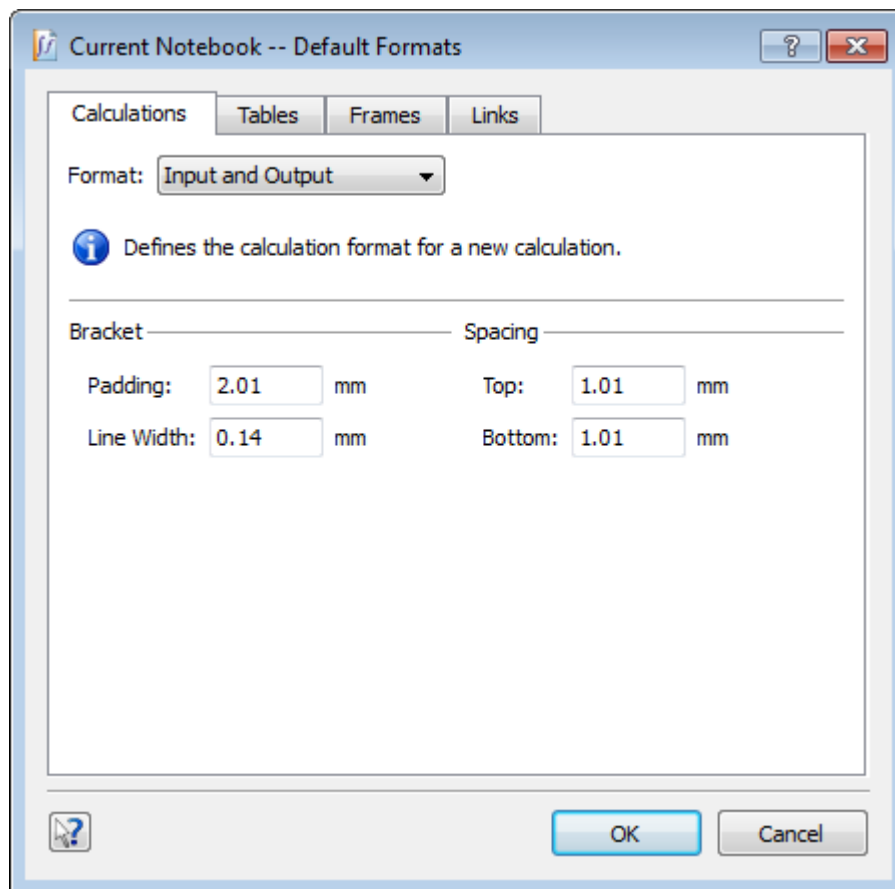 Current Notebook -- Default Formats
Calculations Tables Frames Links
Format: Input and Output
Defines the calculation format for a new calculation.
Bracket Spacing
Padding: 2.01 mm Top: 1.01 mm
Line Width: 0.14 mm Bottom: 1.01 mm
OK Cancel